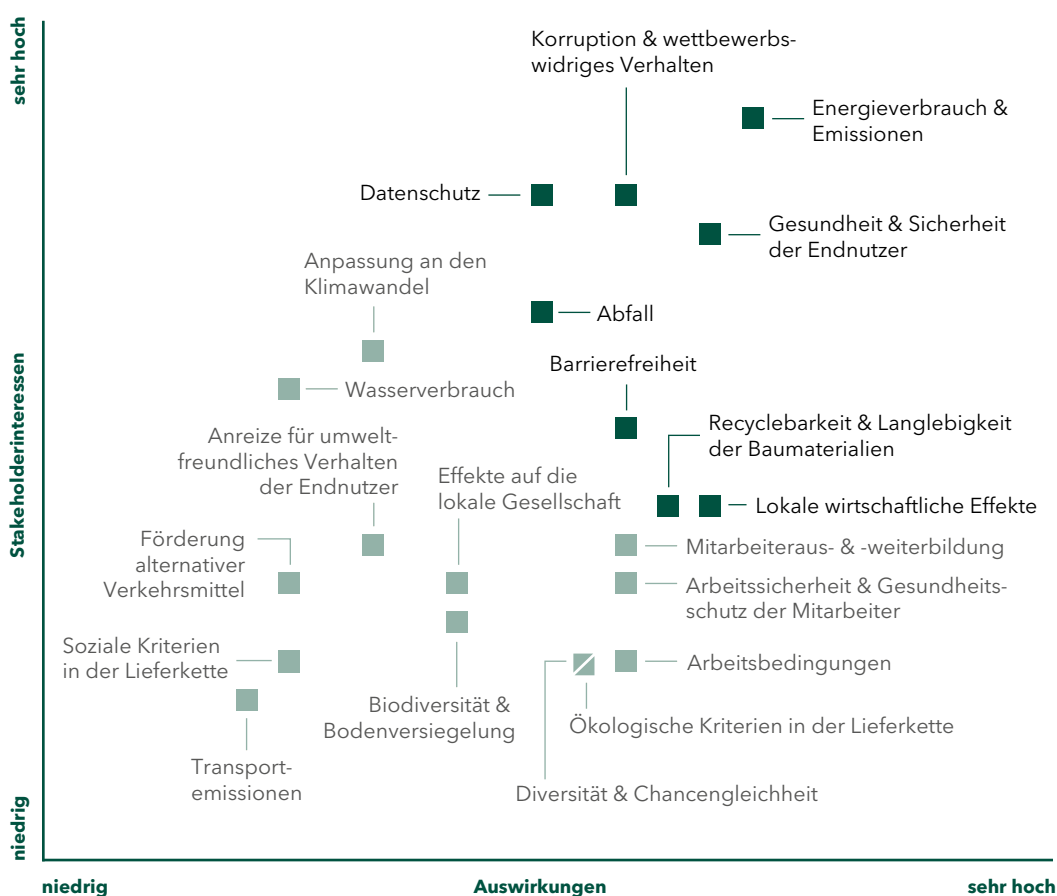 sehr hoch
Stakeholderinteressen
niedrig
Korruption & wettbewerbs-
widriges Verhalten
Energieverbrauch &
Emissionen
Datenschutz
Gesundheit & Sicherheit
der Endnutzer
Anpassung an den
Klimawandel
Abfall
Barrierefreiheit
Wasserverbrauch
Recyclebarkeit & Langlebigkeit
der Baumaterialien
Anreize für umwelt-
freundliches Verhalten
der Endnutzer
Effekte auf die
lokale Gesellschaft
Lokale wirtschaftliche Effekte
Förderung
alternativer
Verkehrsmittel
Mitarbeiteraus- & -weiterbildung
Arbeitssicherheit & Gesundheits-
schutz der Mitarbeiter
Soziale Kriterien
in der Lieferkette
Arbeitsbedingungen
Biodiversität &
Bodenversiegelung
Ökologische Kriterien in der Lieferkette
Transport-
emissionen
Diversität & Chancengleichheit
niedrig
Auswirkungen
sehr hoch